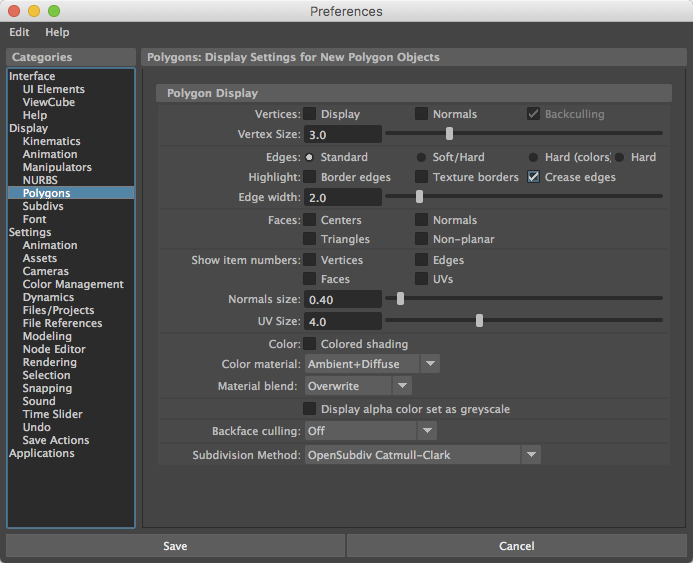 Preferences
Edit Help
Categories
Interface
UI Elements
ViewCube
Help
Display
Kinematics
Animation
Manipulators
NURBS
Polygons
Subdivs
Font
Settings
Animation
Assets
Cameras
Color Management
Dynamics
Files/Projects
File References
Modeling
Node Editor
Rendering
Selection
Snapping
Sound
Time Slider
Undo
Save Actions
Applications
Polygons: Display Settings for New Polygon Objects
Polygon Display
Vertices: Display Normals Backculling
Vertex Size: 3.0
Edges: Standard Soft/Hard Hard (colors) Hard
Highlight: Border edges Texture borders Crease edges
Edge width: 2.0
Faces: Centers Normals
Triangles Non-planar
Show item numbers: Vertices Edges
Faces UVs
Normals size: 0.40
UV Size: 4.0
Color: Colored shading
Color material: Ambient+Diffuse
Material blend: Overwrite
Display alpha color set as greyscale
Backface culling: Off
Subdivision Method: OpenSubdiv Catmull-Clark
Save Cancel